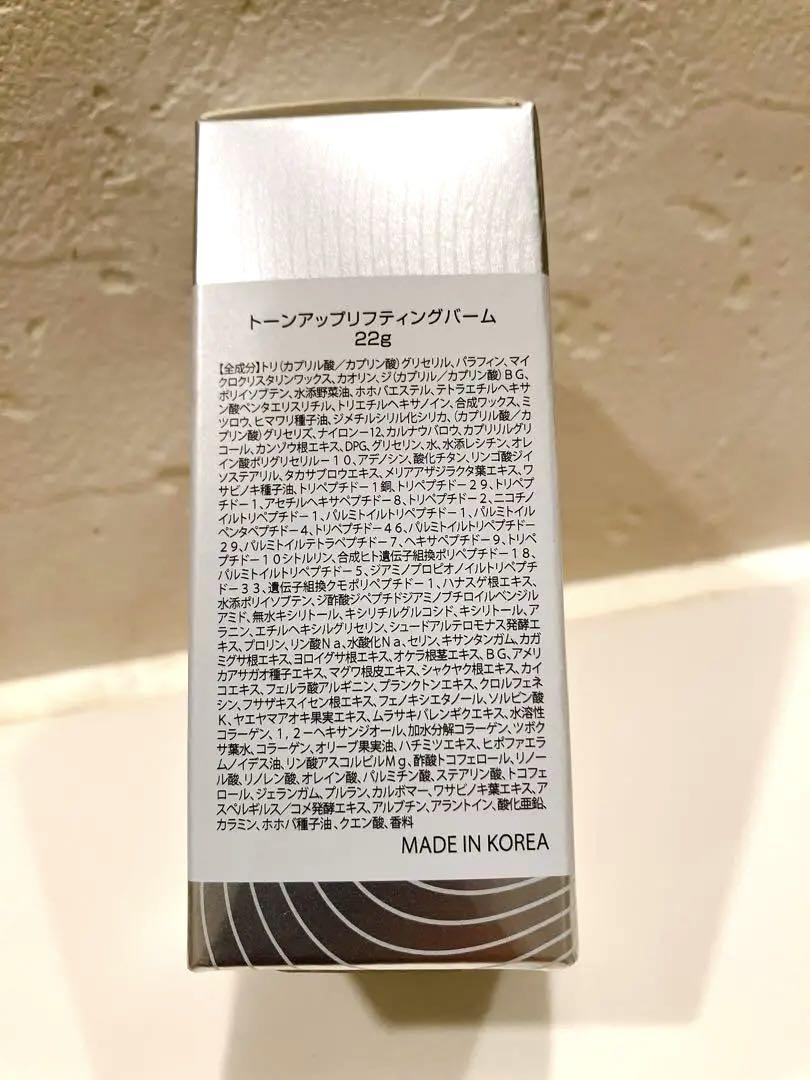 トーンアップリフティングバーム
22g
【全成分】トリ(カプリル酸/カプリン酸)グリセリル、パラフィン、マイ
クロクリスタリンワックス、カオリン、ジ(カプリル/カプリン酸)BG、
ポリイソブテン、水添野菜油、ホホバエステル、テトラエチルヘキサ
ン酸ペンタエリスリチル、トリエチルヘキサノイン、合成ワックス、ミ
ツロウ、ヒマワリ種子油、ジメチルシリル化シリカ、(カプリル酸/カ
プリン酸)グリセリズ、ナイロン-12、カルナウバロウ、カプリリルグリ
コール、カンゾウ根エキス、DPG、グリセリン、水、水添レシチン、オレ
イン酸ポリグリセリル-10、アデノシン、酸化チタン、リンゴ酸ジイ
ソステアリル、タカサブロウエキス、メリアアザジラクタ葉エキス、ワ
サビノキ種子油、トリペプチド-1銅、トリペプチド-29、トリペプ
チド-1、アセチルヘキサペプチド-8、トリペプチド-2、ニコチノ
イルトリペプチド-1、パルミトイルトリペプチド-1、パルミトイル
ペンタペプチド-4、トリペプチド-46、パルミトイルトリペプチド-
29、パルミトイルテトラペプチド-7、ヘキサペプチド-9、トリペ
プチド-10シトルリン、合成ヒト遺伝子組換ポリペプチド-18、
パルミトイルトリペプチド-5、ジアミノプロピオノイルトリペプチ
ド-33、遺伝子組換クモポリペプチド-1、ハナスゲ根エキス、
水添ポリイソブテン、ジ酢酸ジペプチドジアミノブチロイルベンジル
アミド、無水キシリトール、キシリチルグルコシド、キシリトール、ア
ラニン、エチルヘキシルグリセリン、シュードアルテロモナス発酵エ
キス、プロリン、リン酸Na、水酸化Na、セリン、キサンタンガム、カガ
ミグサ根エキス、ヨロイグサ根エキス、オケラ根茎エキス、BG、アメリ
カアサガオ種子エキス、マグワ根皮エキス、シャクヤク根エキス、カイ
コエキス、フェルラ酸アルギニン、プランクトンエキス、クロルフェネ
シン、フサザキスイセン根エキス、フェノキシエタノール、ソルビン酸
K、ヤエヤマアオキ果実エキス、ムラサキバレンギクエキス、水溶性
コラーゲン、1,2-ヘキサンジオール、加水分解コラーゲン、ツボク
サ葉水、コラーゲン、オリーブ果実油、ハチミツエキス、ヒポファエラ
ムノイデス油、リン酸アスコルビルMg、酢酸トコフェロール、リノー
ル酸、リノレン酸、オレイン酸、パルミチン酸、ステアリン酸、トコフェ
ロール、ジェランガム、プルラン、カルボマー、ワサビノキ葉エキス、ア
スペルギルス/コメ発酵エキス、アルブチン、アラントイン、酸化亜鉛、
カラミン、ホホバ種子油、クエン酸、香料
MADE IN KOREA